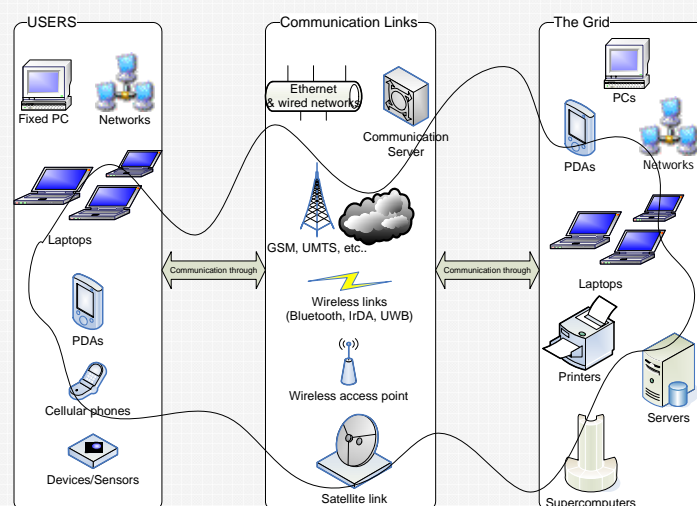 USERS
Fixed PC
Networks
Laptops
PDAs
Cellular phones
Devices/Sensors
Communication through
Communication Links
Ethernet
& wired networks
Communication
Server
GSM, UMTS, etc..
Wireless links
(Bluetooth, IrDA, UWB)
Wireless access point
Satellite link
Communication through
The Grid
PCs
PDAs
Networks
Laptops
Printers
Servers
Supercomputers